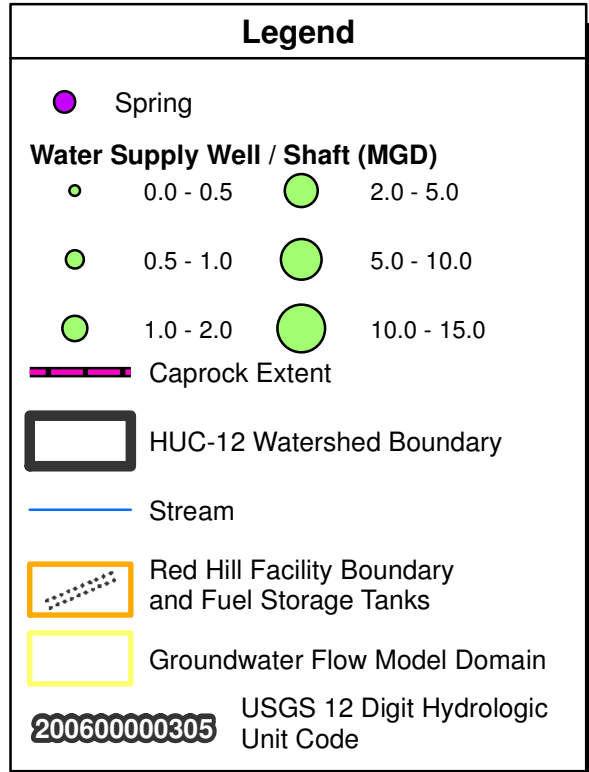 Legend
Spring
Water Supply Well / Shaft (MGD)
0.0 - 0.5 2.0 - 5.0
0.5 - 1.0 5.0 - 10.0
1.0 - 2.0 10.0 - 15.0
Caprock Extent
HUC-12 Watershed Boundary
Stream
Red Hill Facility Boundary
and Fuel Storage Tanks
Groundwater Flow Model Domain
200600000305 USGS 12 Digit Hydrologic
Unit Code